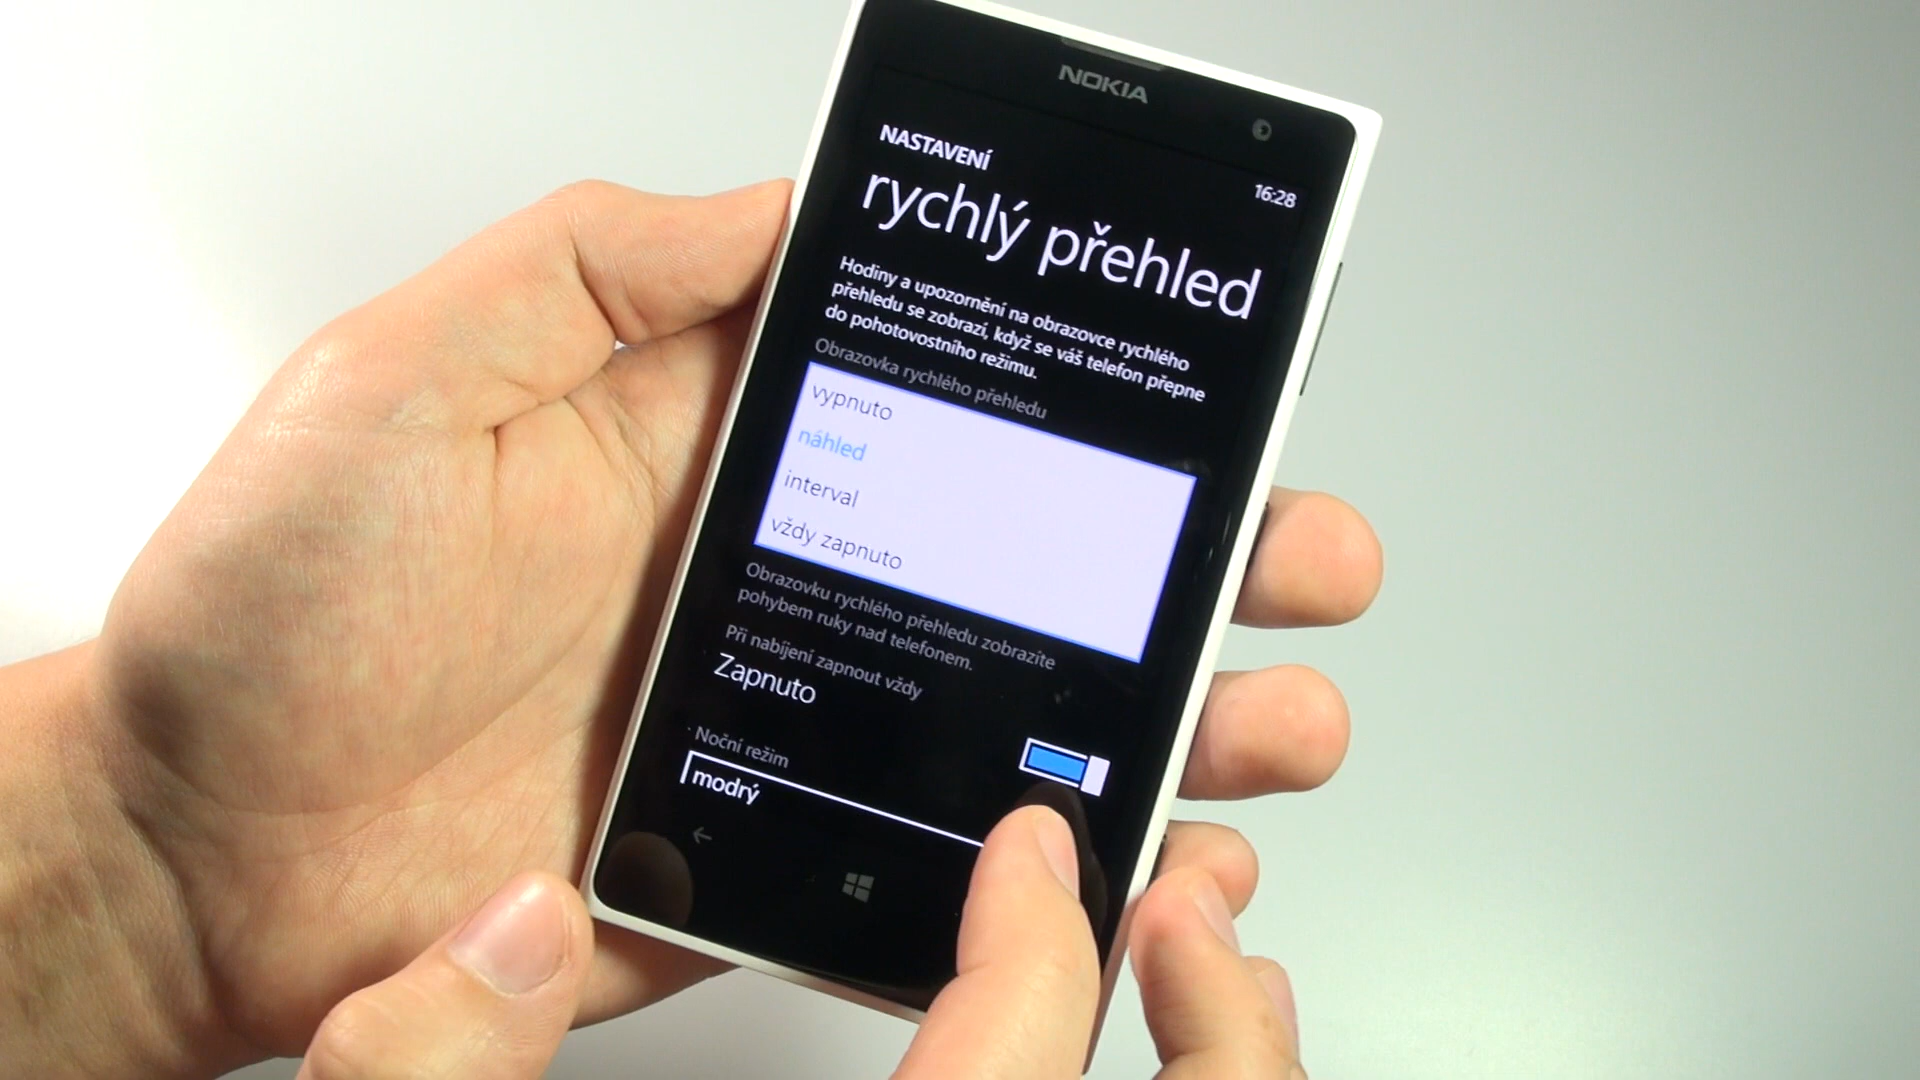 NOKIA
NASTAVENÍ
16:28
rychlý přehled
Hodiny a upozornění na obrazovce rychlého
přehledu se zobrazí, když se váš telefon přepne
do pohotovostního režimu.
Obrazovka rychlého přehledu
vypnuto
náhled
interval
vždy zapnuto
Obrazovku rychlého přehledu zobrazíte
pohybem ruky nad telefonem.
Při nabíjení zapnout vždy
Zapnuto
Noční režim
modrý